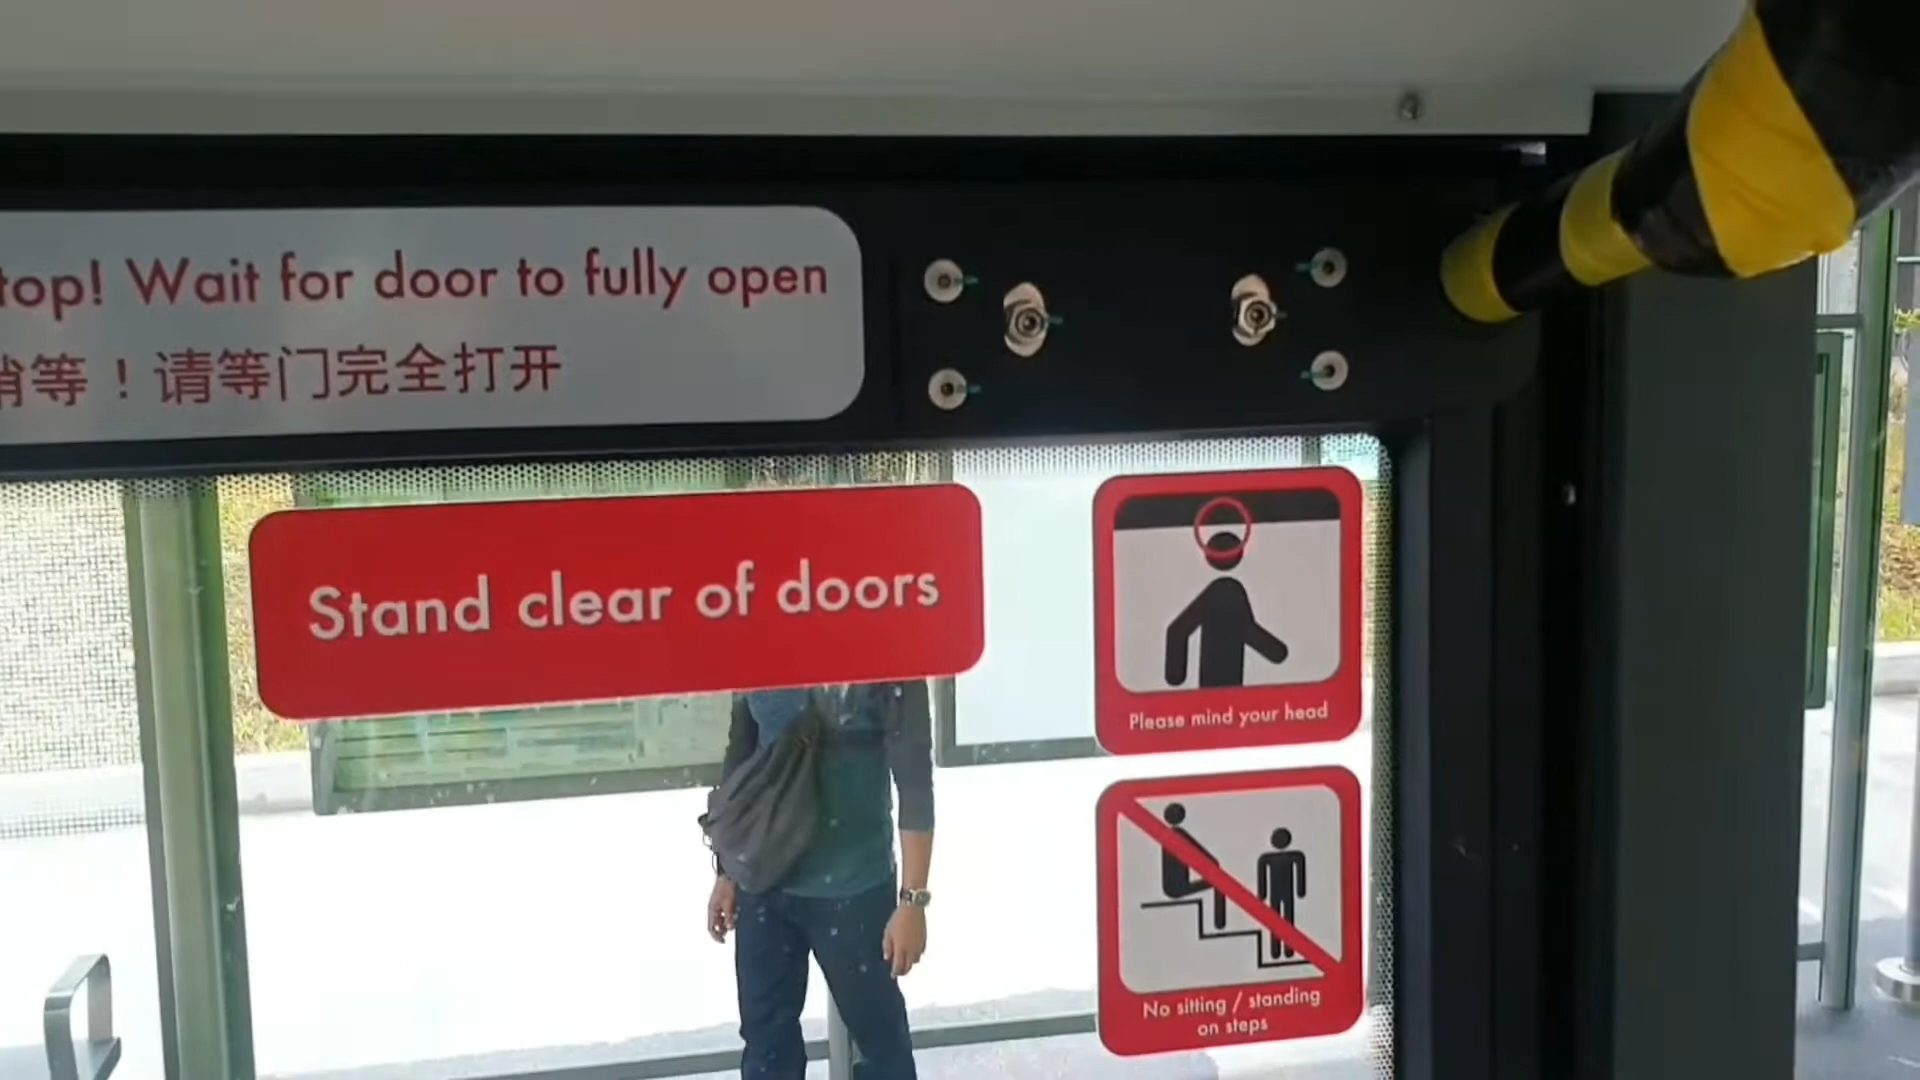 top! Wait for door to fully open
稍等！请等门完全打开
Stand clear of doors
Please mind your head
No sitting / standing
on steps